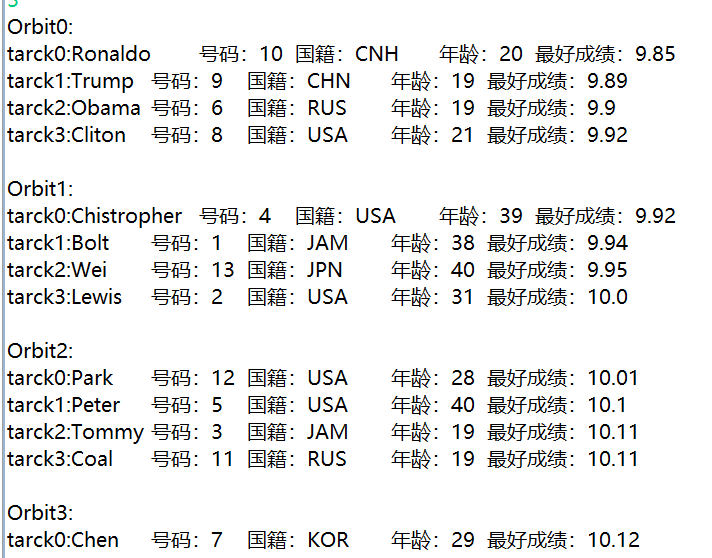 Orbit0:
tarck0:Ronaldo 号码：10 国籍：CNH 年龄：20 最好成绩：9.85
tarck1:Trump 号码：9 国籍：CHN 年龄：19 最好成绩：9.89
tarck2:Obama 号码：6 国籍：RUS 年龄：19 最好成绩：9.9
tarck3:Cliton 号码：8 国籍：USA 年龄：21 最好成绩：9.92
Orbit1:
tarck0:Chistropher 号码：4 国籍：USA 年龄：39 最好成绩：9.92
tarck1:Bolt 号码：1 国籍：JAM 年龄：38 最好成绩：9.94
tarck2:Wei 号码：13 国籍：JPN 年龄：40 最好成绩：9.95
tarck3:Lewis 号码：2 国籍：USA 年龄：31 最好成绩：10.0
Orbit2:
tarck0:Park 号码：12 国籍：USA 年龄：28 最好成绩：10.01
tarck1:Peter 号码：5 国籍：USA 年龄：40 最好成绩：10.1
tarck2:Tommy 号码：3 国籍：JAM 年龄：19 最好成绩：10.11
tarck3:Coal 号码：11 国籍：RUS 年龄：19 最好成绩：10.11
Orbit3:
tarck0:Chen 号码：7 国籍：KOR 年龄：29 最好成绩：10.12